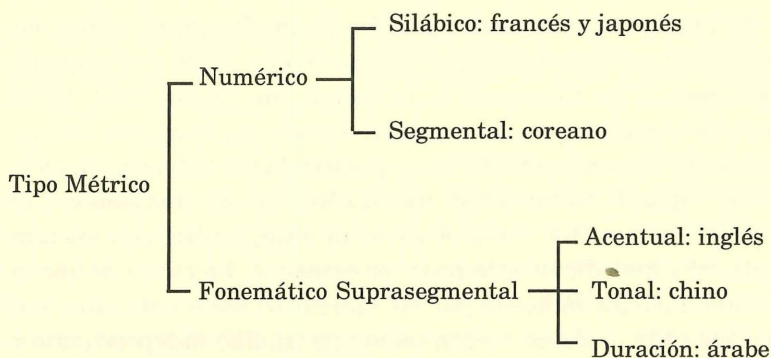 Silábico: francés y japonés
Numérico
Segmental: coreano
Tipo Métrico
Acentual: inglés
Fonemático Suprasegmental
Tonal: chino
Duración: árabe